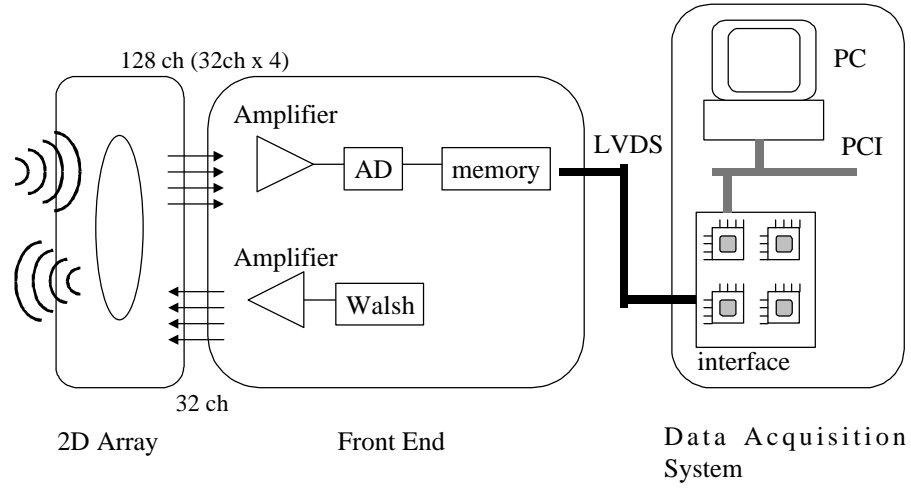 128 ch (32ch x 4)
PC
Amplifier
LVDS
PCI
AD
memory
Amplifier
Walsh
interface
32 ch
2D Array
Front End
Data Acquisition
System